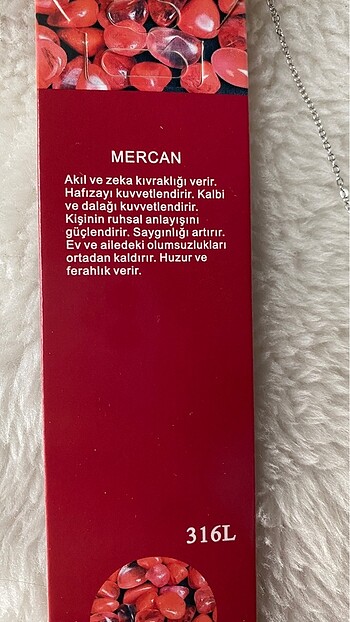 MERCAN
Akıl ve zeka kıvraklığı verir.
Hafızayı kuvvetlendirir. Kalbi
ve dalağı kuvvetlendirir.
Kişinin ruhsal anlayışını
güçlendirir. Saygınlığı artırır.
Ev ve ailedeki olumsuzlukları
ortadan kaldırır. Huzur ve
ferahlık verir.
316L